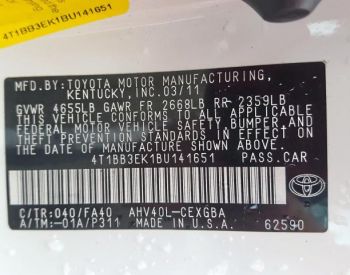 4T1BB3EK1BU141651
MFD.BY:TOYOTA MOTOR MANUFACTURING,
KENTUCKY, INC.03/11
GVWR 4655LB GAWR FR 2668LB RR 2359LB
THIS VEHICLE CONFORMS TO ALL APPLICABLE
FEDERAL MOTOR VEHICLE SAFETY, BUMPER, AND
THEFT PREVENTION STANDARDS IN EFFECT ON
THE DATE OF MANUFACTURE SHOWN ABOVE.
4T1BB3EK1BU141651 PASS.CAR
C/TR:040/FA40 AHV40L-CEXGBA
A/TM:-01A/P311 62590